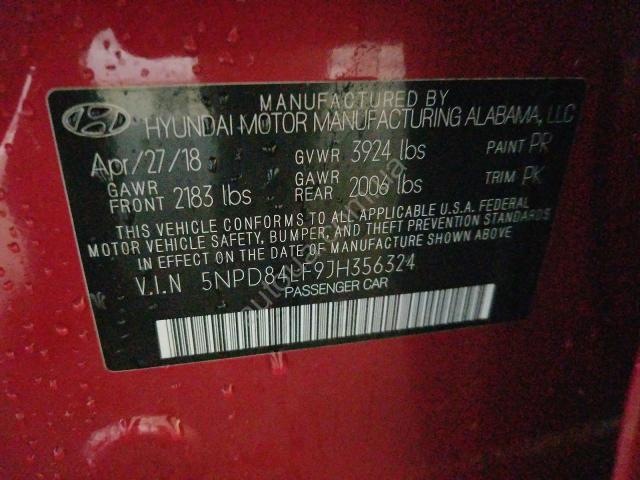 MANUFACTURED BY
HYUNDAI MOTOR MANUFACTURING ALABAMA, LLC
Apr/27/18 GVWR 3924 lbs PAINT PR
GAWR FRONT 2183 lbs GAWR REAR 2006 lbs TRIM PK
THIS VEHICLE CONFORMS TO ALL APPLICABLE U.S.A. FEDERAL
MOTOR VEHICLE SAFETY, BUMPER, AND THEFT PREVENTION STANDARDS
IN EFFECT ON THE DATE OF MANUFACTURE SHOWN ABOVE.
V.I.N 5NPD84LF9JH356324
PASSENGER CAR